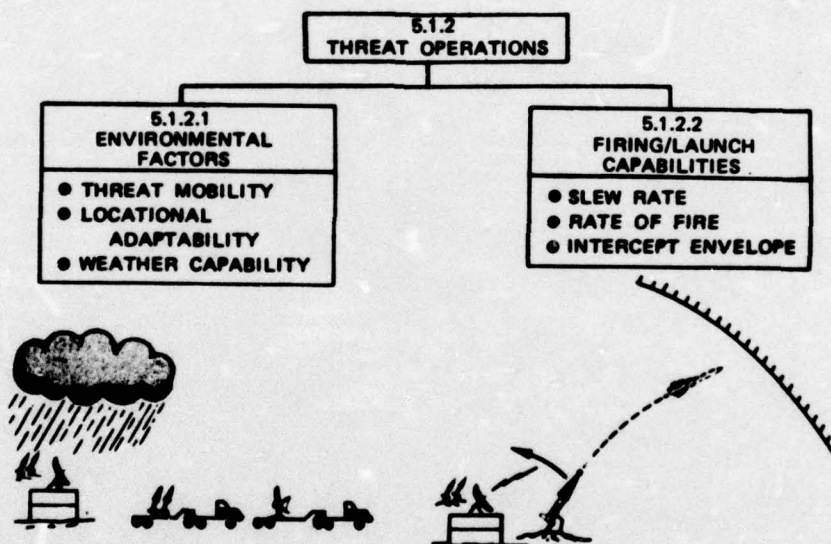 5.1.2
THREAT OPERATIONS
5.1.2.1
ENVIRONMENTAL
FACTORS
● THREAT MOBILITY
● LOCATIONAL
ADAPTABILITY
● WEATHER CAPABILITY
5.1.2.2
FIRING/LAUNCH
CAPABILITIES
● SLEW RATE
● RATE OF FIRE
● INTERCEPT ENVELOPE